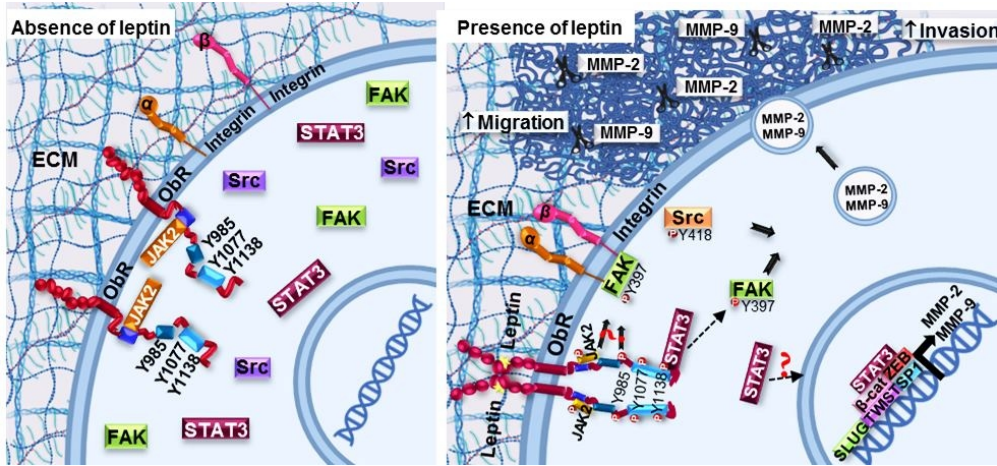 Absence of leptin
β
Integrin
Integrin
α
FAK
STAT3
Src
Src
ECM
ObR
FAK
JAK2
Y985
Y1077
Y1138
STAT3
ObR
JAK2
Y985
Y1077
Y1138
Src
FAK
STAT3
Presence of leptin
MMP-9
MMP-2
↑Invasion
MMP-2
MMP-2
↑Migration
MMP-9
MMP-2
MMP-9
MMP-2
MMP-9
ECM
β
α
Integrin
Src
P Y418
FAK
P Y397
FAK
P Y397
Leptin
ObR
JAK2
P
P
STAT3
Y985
Y1077
Y1138
P
P
P
P
P
JAK2
Leptin
STAT3
MMP-2
MMP-9
STAT3
β-cat ZEB
SLUG TWIST SP1